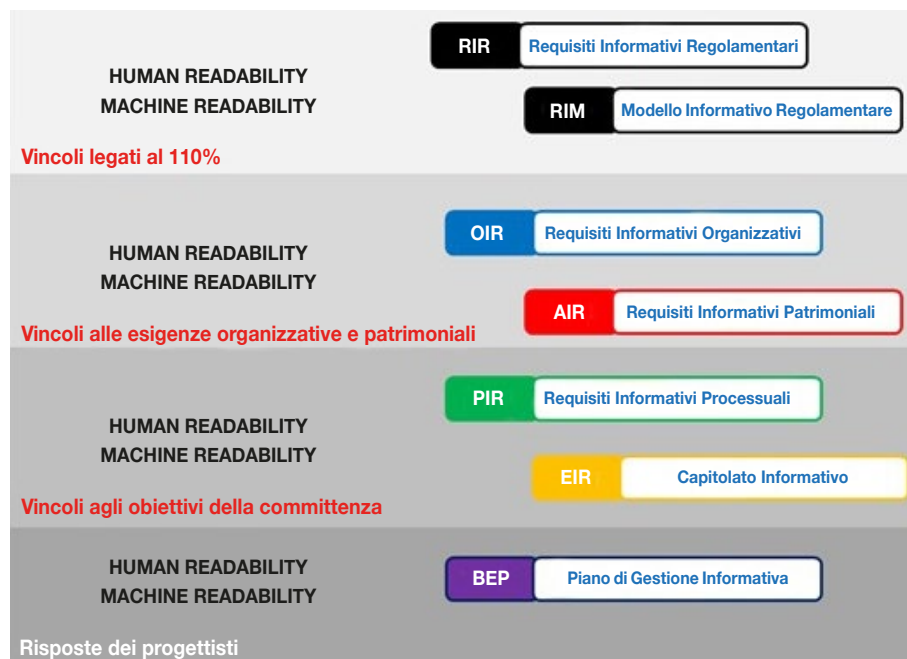 HUMAN READABILITY
MACHINE READABILITY
Vincoli legati al 110%
RIR Requisiti Informativi Regolamentari
RIM Modello Informativo Regolamentare
HUMAN READABILITY
MACHINE READABILITY
Vincoli alle esigenze organizzative e patrimoniali
OIR Requisiti Informativi Organizzativi
AIR Requisiti Informativi Patrimoniali
HUMAN READABILITY
MACHINE READABILITY
Vincoli agli obiettivi della committenza
PIR Requisiti Informativi Processuali
EIR Capitolato Informativo
HUMAN READABILITY
MACHINE READABILITY
Risposte dei progettisti
BEP Piano di Gestione Informativa